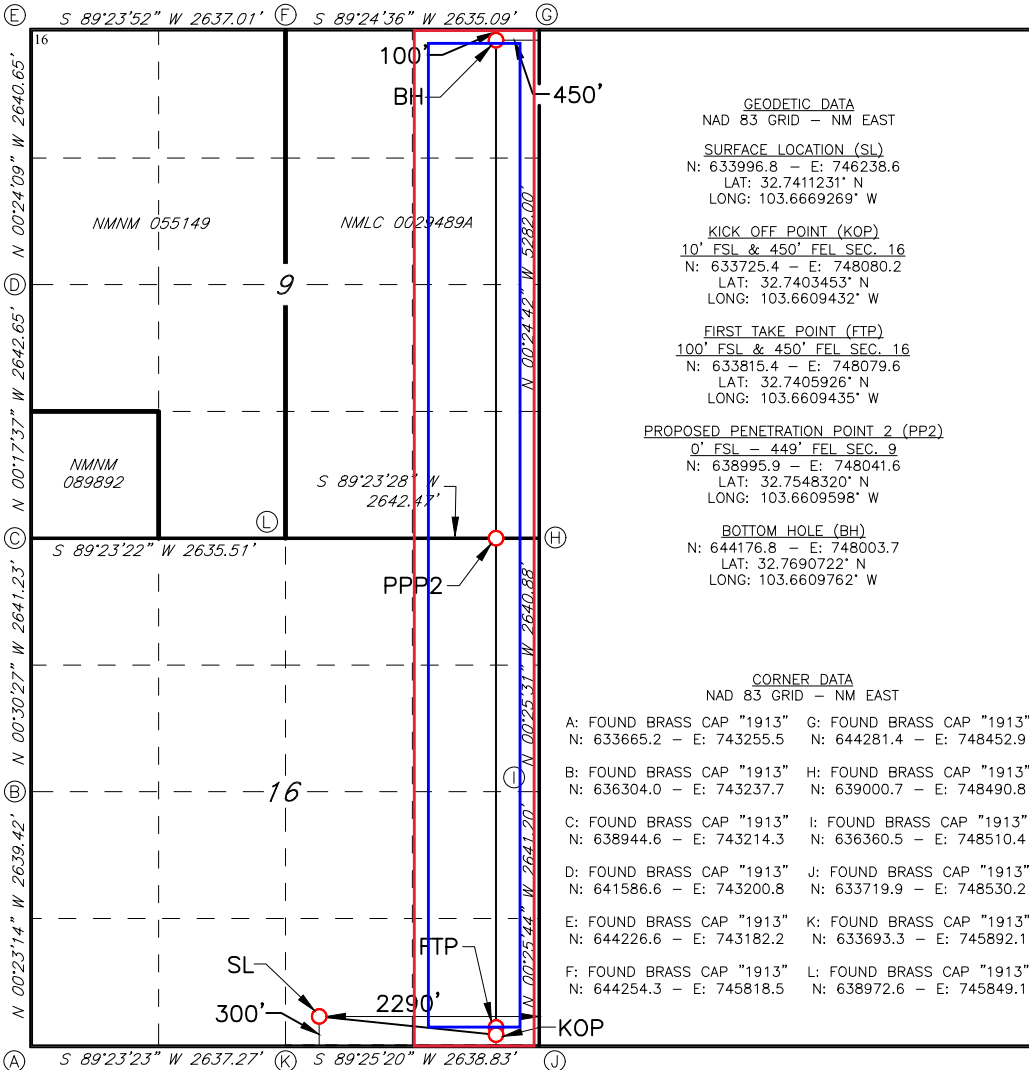 E S 89°23'52" W 2637.01' F S 89°24'36" W 2635.09' G
16
100'
BH
450'
N 00°24'09" W 2640.65'
NMNM 055149
NMLC 0029489A
N 00°24'42" W 5282.00'
D
9
N 00°17'37" W 2642.65'
NMNM
089892
S 89°23'28" W
2642.47'
L
C
S 89°23'22" W 2635.51'
H
PPP2
N 00°30'27" W 2641.23'
N 00°25'31" W 2640.88'
B
16
I
N 00°23'14" W 2639.42'
N 00°25'44" W 2641.20'
FTP
SL
2290'
300'
KOP
A S 89°23'23" W 2637.27' K S 89°25'20" W 2638.83' J
GEODETIC DATA
NAD 83 GRID – NM EAST
SURFACE LOCATION (SL)
N: 633996.8 – E: 746238.6
LAT: 32.7411231° N
LONG: 103.6669269° W
KICK OFF POINT (KOP)
10' FSL & 450' FEL SEC. 16
N: 633725.4 – E: 748080.2
LAT: 32.7403453° N
LONG: 103.6609432° W
FIRST TAKE POINT (FTP)
100' FSL & 450' FEL SEC. 16
N: 633815.4 – E: 748079.6
LAT: 32.7405926° N
LONG: 103.6609435° W
PROPOSED PENETRATION POINT 2 (PP2)
0' FSL – 449' FEL SEC. 9
N: 638995.9 – E: 748041.6
LAT: 32.7548320° N
LONG: 103.6609598° W
BOTTOM HOLE (BH)
N: 644176.8 – E: 748003.7
LAT: 32.7690722° N
LONG: 103.6609762° W
CORNER DATA
NAD 83 GRID – NM EAST
A: FOUND BRASS CAP "1913"
N: 633665.2 – E: 743255.5
B: FOUND BRASS CAP "1913"
N: 636304.0 – E: 743237.7
C: FOUND BRASS CAP "1913"
N: 638944.6 – E: 743214.3
D: FOUND BRASS CAP "1913"
N: 641586.6 – E: 743200.8
E: FOUND BRASS CAP "1913"
N: 644226.6 – E: 743182.2
F: FOUND BRASS CAP "1913"
N: 644254.3 – E: 745818.5
G: FOUND BRASS CAP "1913"
N: 644281.4 – E: 748452.9
H: FOUND BRASS CAP "1913"
N: 639000.7 – E: 748490.8
I: FOUND BRASS CAP "1913"
N: 636360.5 – E: 748510.4
J: FOUND BRASS CAP "1913"
N: 633719.9 – E: 748530.2
K: FOUND BRASS CAP "1913"
N: 633693.3 – E: 745892.1
L: FOUND BRASS CAP "1913"
N: 638972.6 – E: 745849.1